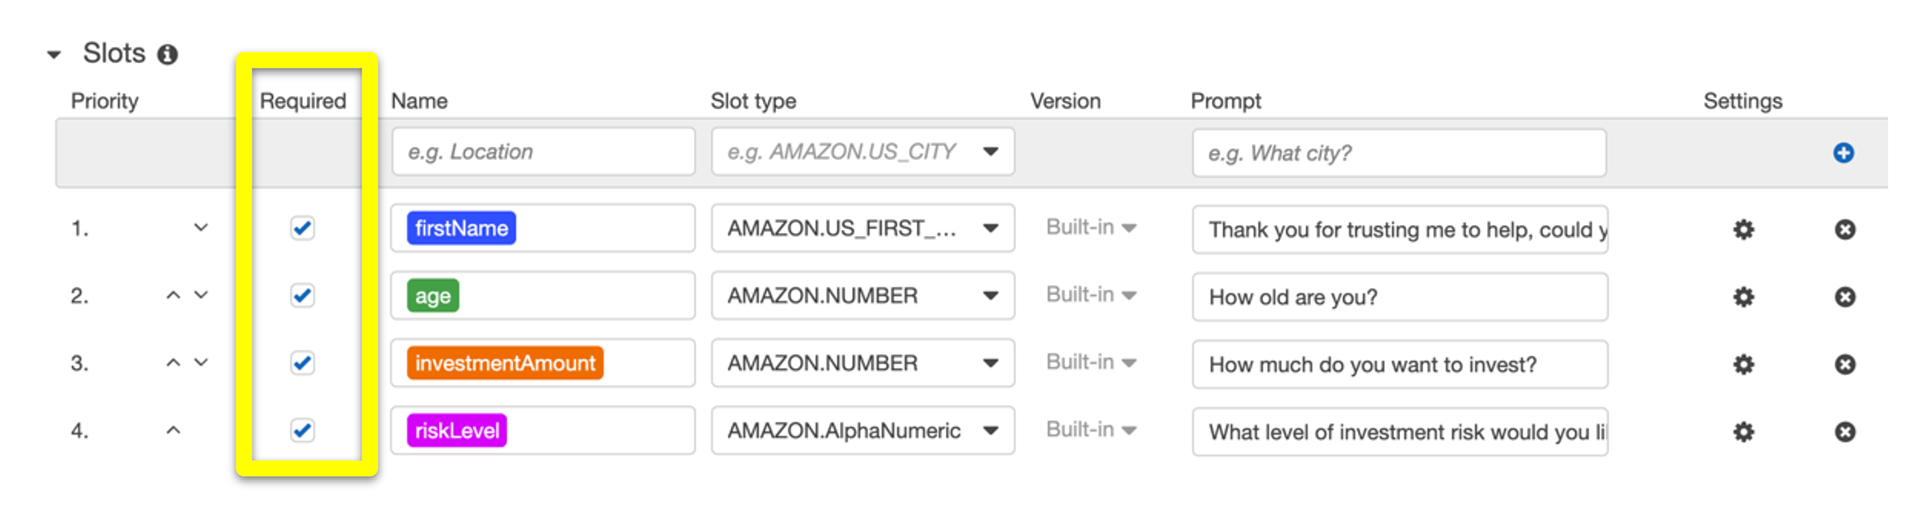 Slots
Priority Required Name Slot type Version Prompt Settings
e.g. Location e.g. AMAZON.US_CITY e.g. What city?
1. firstName AMAZON.US_FIRST_... Built-in Thank you for trusting me to help, could y
2. age AMAZON.NUMBER Built-in How old are you?
3. investmentAmount AMAZON.NUMBER Built-in How much do you want to invest?
4. riskLevel AMAZON.AlphaNumeric Built-in What level of investment risk would you li